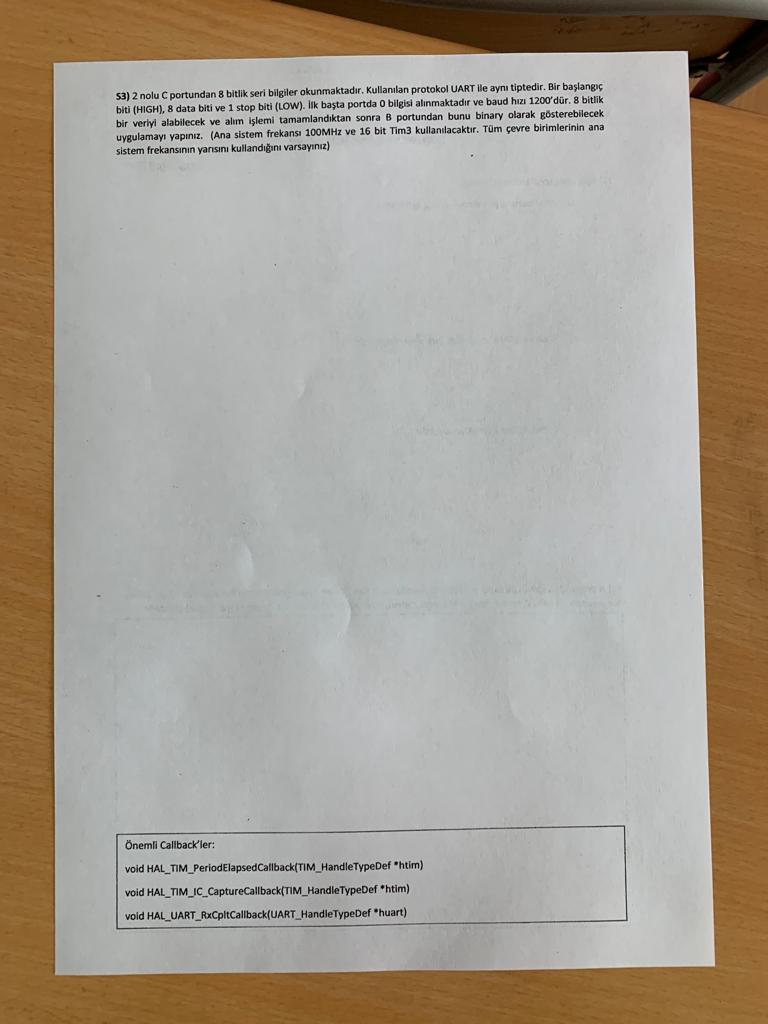 S3) 2 nolu C portundan 8 bitlik seri bilgiler okunmaktadır. Kullanılan protokol UART ile aynı tiptedir. Bir başlangıç
biti (HIGH), 8 data biti ve 1 stop biti (LOW). İlk başta portda 0 bilgisi alınmaktadır ve baud hızı 1200'dür. 8 bitlik
bir veriyi alabilecek ve alım işlemi tamamlandıktan sonra B portundan bunu binary olarak gösterebilecek
uygulamayı yapınız. (Ana sistem frekansı 100MHz ve 16 bit Tim3 kullanılacaktır. Tüm çevre birimlerinin ana
sistem frekansının yarısını kullandığını varsayınız)
Önemli Callback'ler:
void HAL_TIM_PeriodElapsedCallback(TIM_HandleTypeDef *htim)
void HAL_TIM_IC_CaptureCallback(TIM_HandleTypeDef *htim)
void HAL_UART_RxCpltCallback(UART_HandleTypeDef *huart)